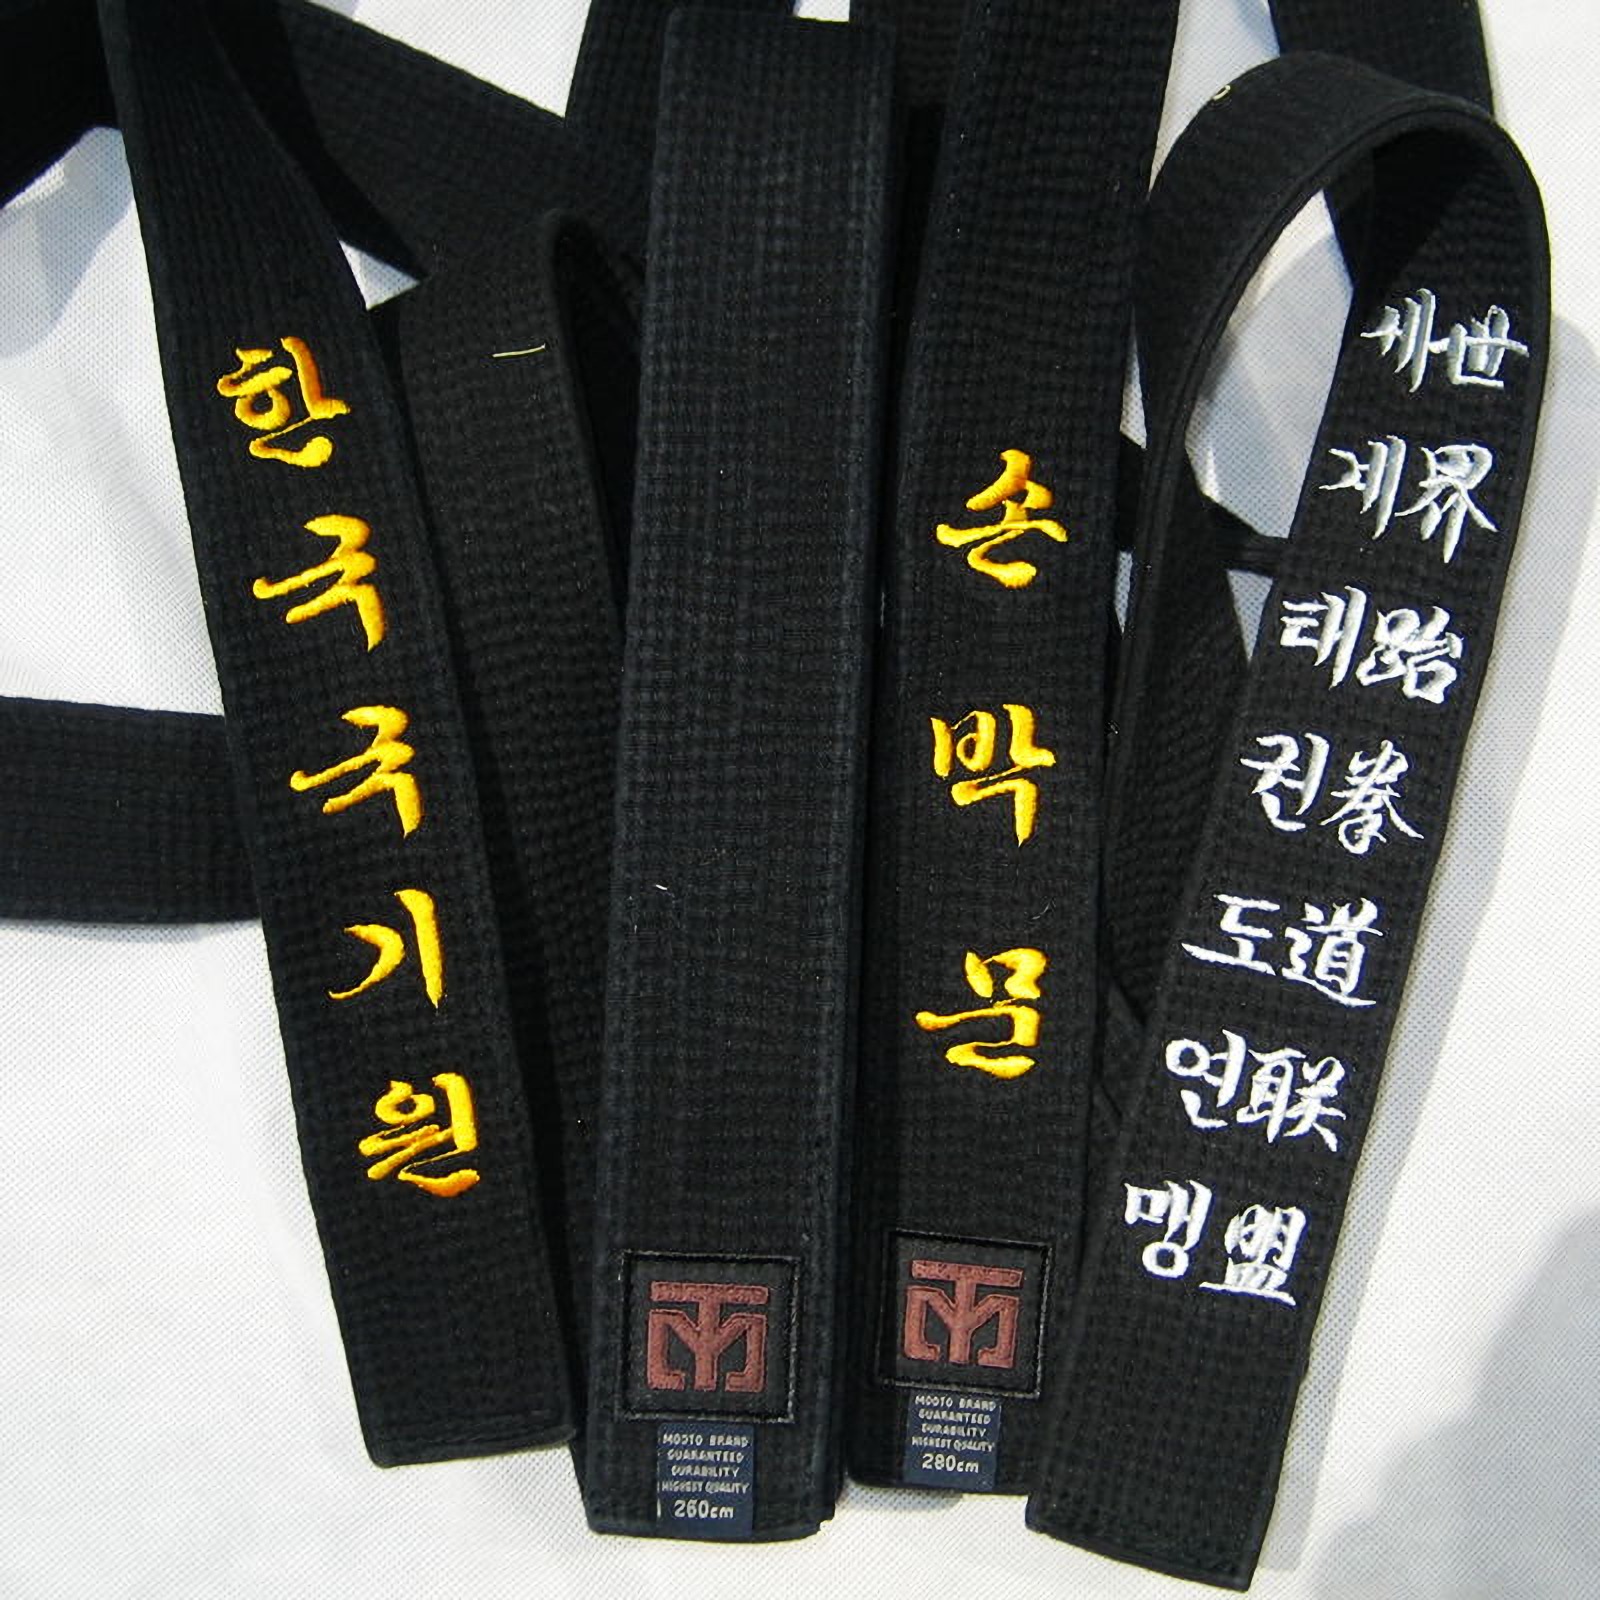 한국국기원
MOOTO BRAND
GUARANTEED
DURABILITY
HIGHEST QUALITY
260cm
손박문
MOOTO BRAND
GUARANTEED
DURABILITY
HIGHEST QUALITY
280cm
세계태권도연맹
世界跆拳道联盟